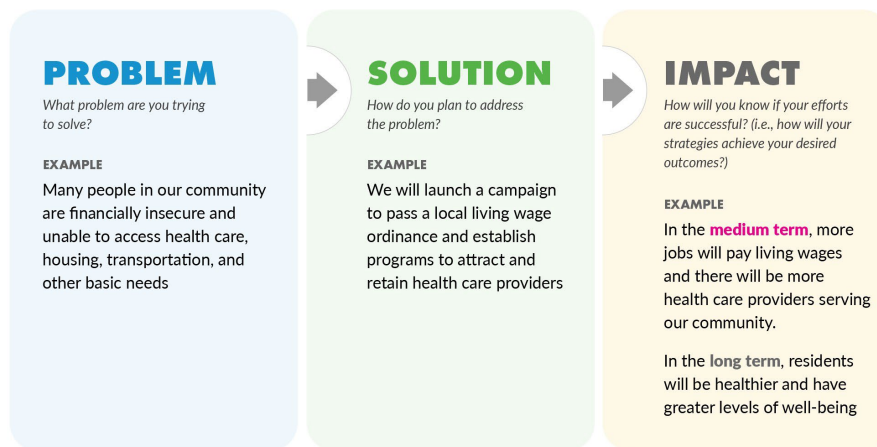 PROBLEM
What problem are you trying
to solve?
EXAMPLE
Many people in our community
are financially insecure and
unable to access health care,
housing, transportation, and
other basic needs
SOLUTION
How do you plan to address
the problem?
EXAMPLE
We will launch a campaign
to pass a local living wage
ordinance and establish
programs to attract and
retain health care providers
IMPACT
How will you know if your efforts
are successful? (i.e., how will your
strategies achieve your desired
outcomes?)
EXAMPLE
In the medium term, more
jobs will pay living wages
and there will be more
health care providers serving
our community.
In the long term, residents
will be healthier and have
greater levels of well-being